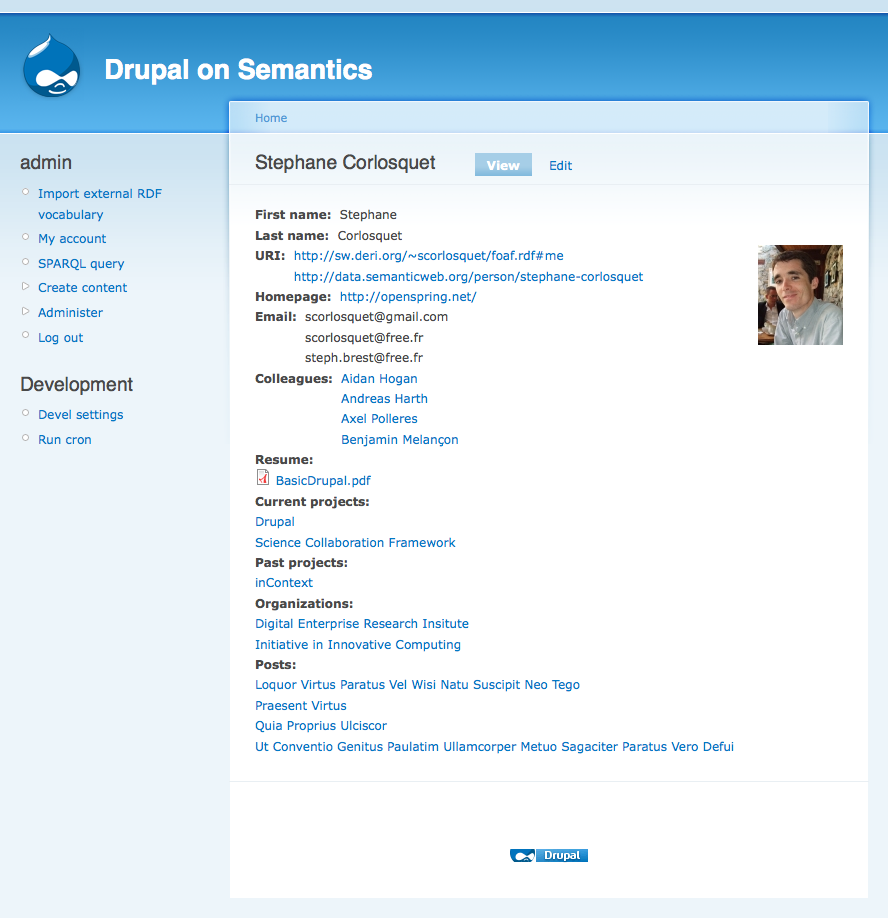 Drupal on Semantics
Home
admin
Import external RDF
vocabulary
My account
SPARQL query
Create content
Administer
Log out
Development
Devel settings
Run cron
Stephane Corlosquet
View
Edit
First name: Stephane
Last name: Corlosquet
URI: http://sw.deri.org/~scorlosquet/foaf.rdf#me
http://data.semanticweb.org/person/stephane-corlosquet
Homepage: http://openspring.net/
Email: scorlosquet@gmail.com
scorlosquet@free.fr
steph.brest@free.fr
Colleagues: Aidan Hogan
Andreas Harth
Axel Polleres
Benjamin Melançon
Resume:
BasicDrupal.pdf
Current projects:
Drupal
Science Collaboration Framework
Past projects:
inContext
Organizations:
Digital Enterprise Research Insitute
Initiative in Innovative Computing
Posts:
Loquor Virtus Paratus Vel Wisi Natu Suscipit Neo Tego
Praesent Virtus
Quia Proprius Ulciscor
Ut Conventio Genitus Paulatim Ullamcorper Metuo Sagaciter Paratus Vero Defui
Drupal